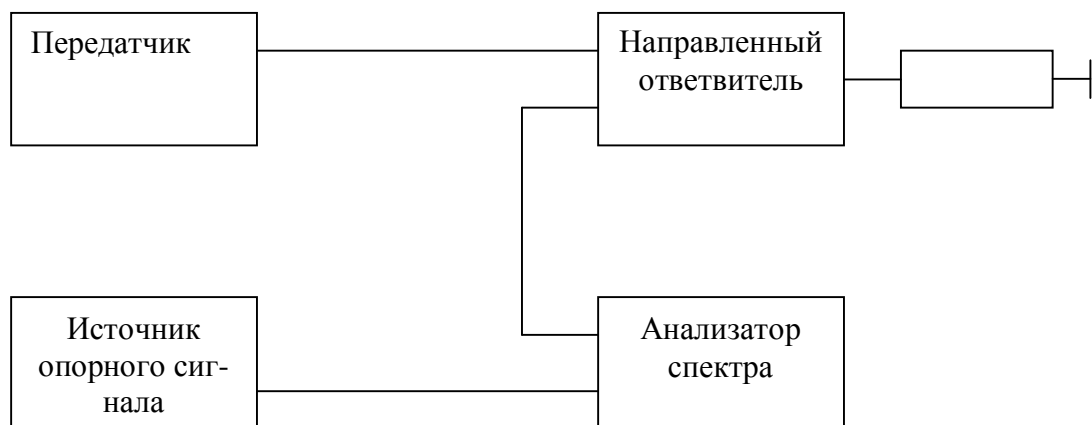 Передатчик
Направленный
ответвитель
Источник
опорного сиг-
нала
Анализатор
спектра